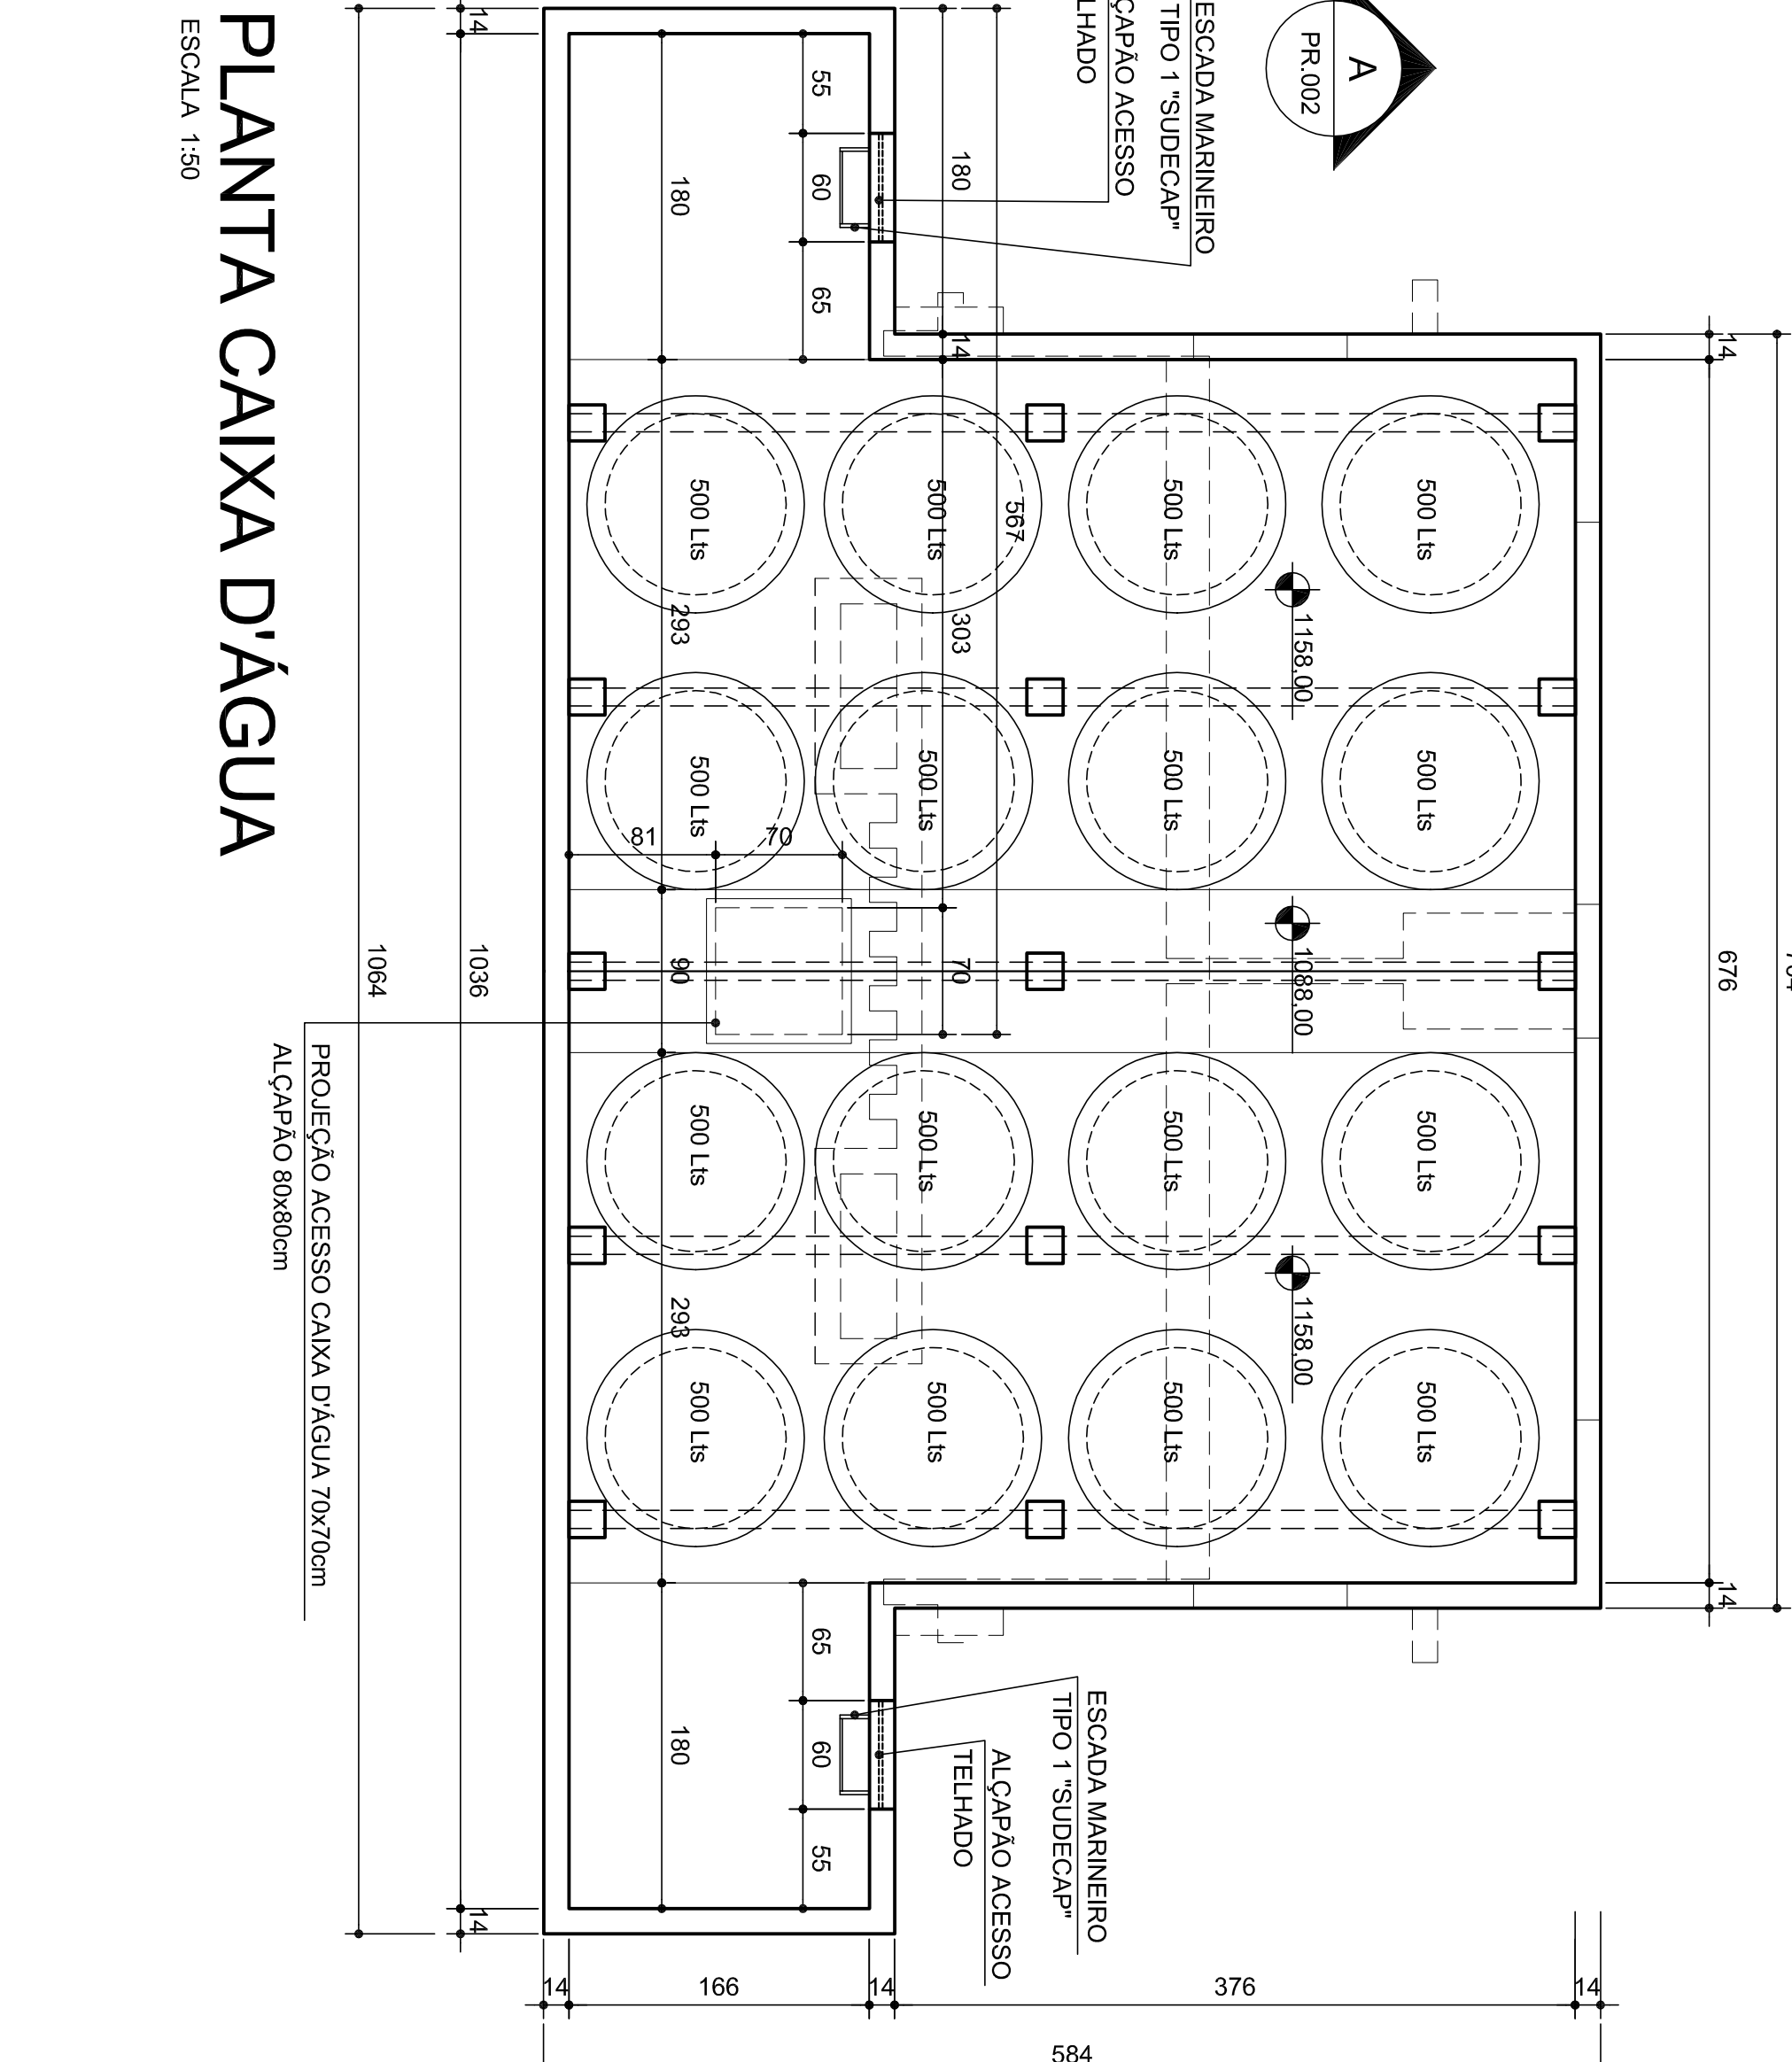 PLANTA CAIXA D'ÁGUA
ESCALA 1:50
A
PR.002
ESCADA MARINEIRO
TIPO 1 "SUDECAP"
ÇAPÃO ACESSO
LHADO
14
676
14
14
55
60
65
180
180
14
567
303
70
293
90
293
180
81
70
65
60
55
14
1036
1064
500 Lts
500 Lts
500 Lts
500 Lts
1158,00
500 Lts
500 Lts
500 Lts
500 Lts
1088,00
500 Lts
500 Lts
500 Lts
500 Lts
1158,00
500 Lts
500 Lts
500 Lts
500 Lts
PROJEÇÃO ACESSO CAIXA D'ÁGUA 70x70cm
ALÇAPÃO 80x80cm
ESCADA MARINEIRO
TIPO 1 "SUDECAP"
ALÇAPÃO ACESSO
TELHADO
14
166
14
376
14
584